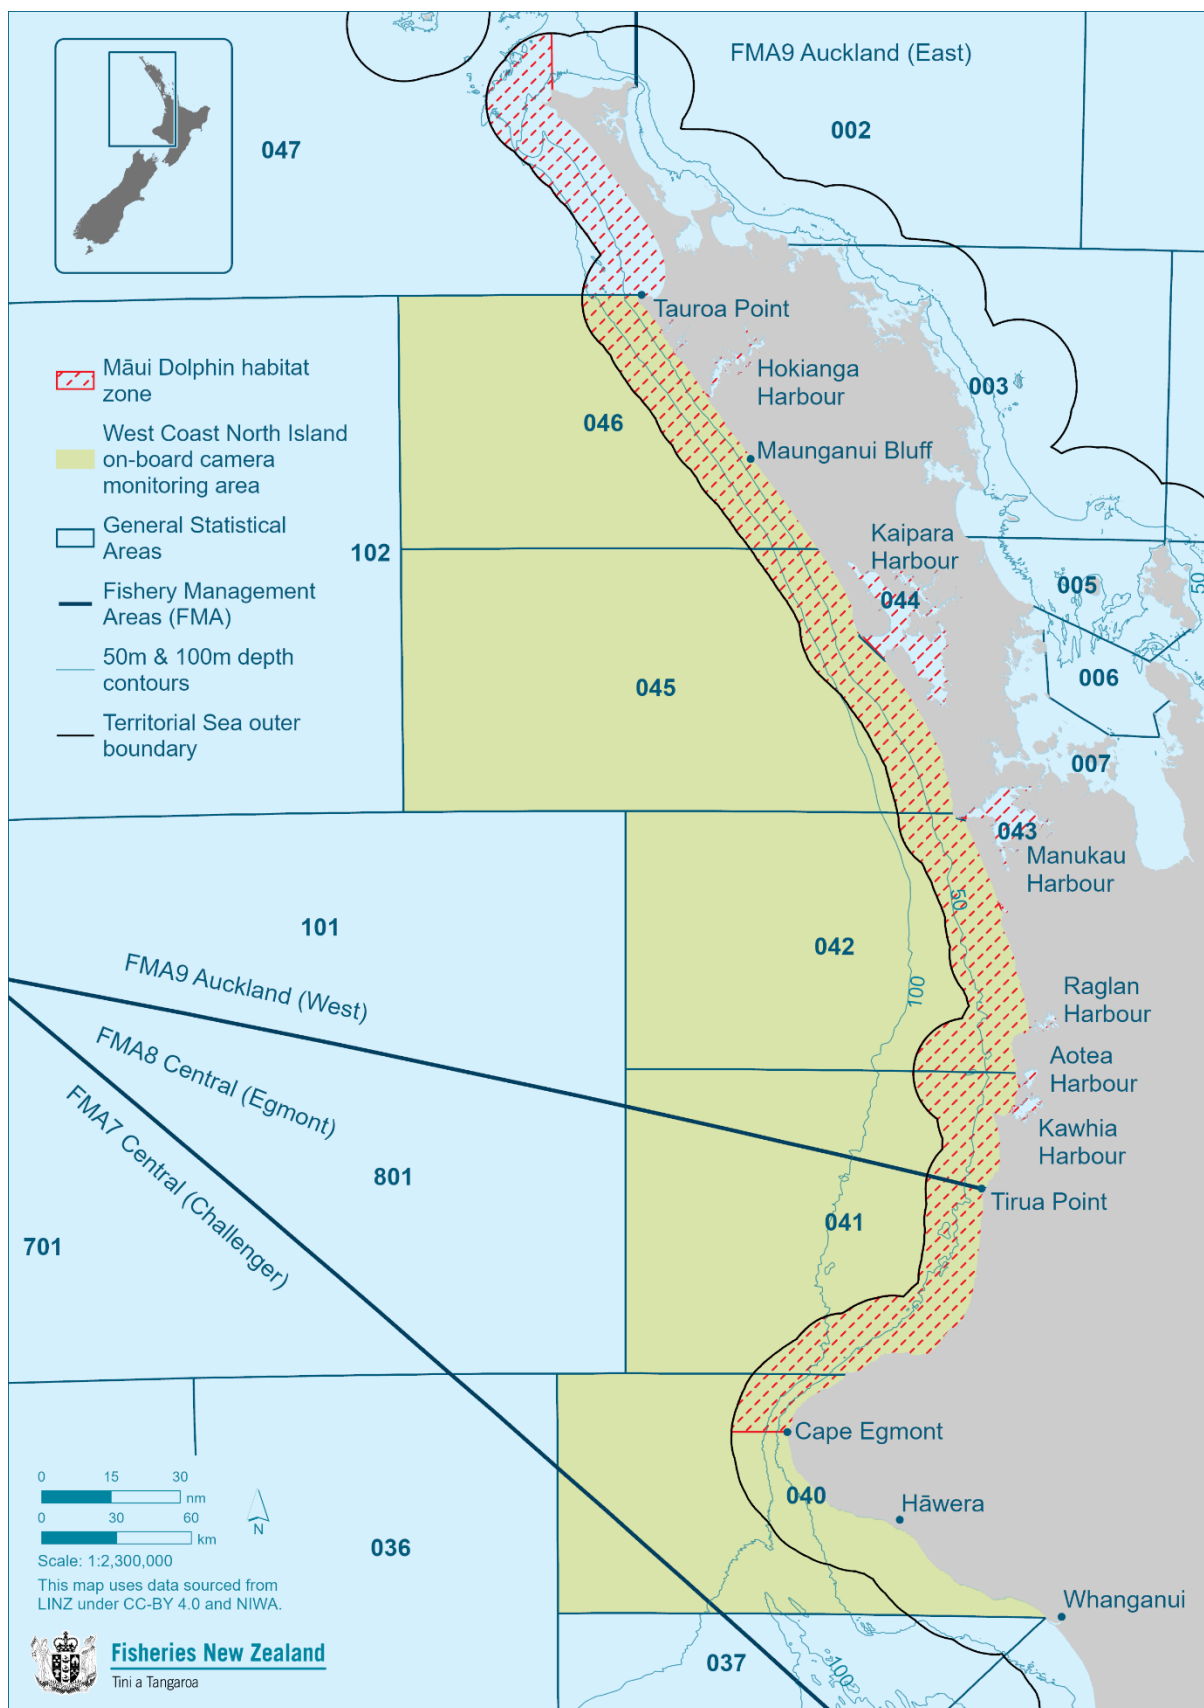 FMA9 Auckland (East)
002
047
Tauroa Point
Māui Dolphin habitat
zone
West Coast North Island
on-board camera
monitoring area
General Statistical
Areas
Fishery Management
Areas (FMA)
50m & 100m depth
contours
Territorial Sea outer
boundary
Hokianga
Harbour
003
046
Maunganui Bluff
102
Kaipara
Harbour
044
005
50
006
045
007
043
Manukau
Harbour
50
101
042
FMA9 Auckland (West)
100
Raglan
Harbour
FMA8 Central (Egmont)
Aotea
Harbour
FMA7 Central (Challenger)
Kawhia
Harbour
801
Tirua Point
041
701
Cape Egmont
040
Hāwera
0 15 30
nm
0 30 60
km
N
Scale: 1:2,300,000
This map uses data sourced from
LINZ under CC-BY 4.0 and NIWA.
036
Whanganui
037
100
Fisheries New Zealand
Tini a Tangaroa